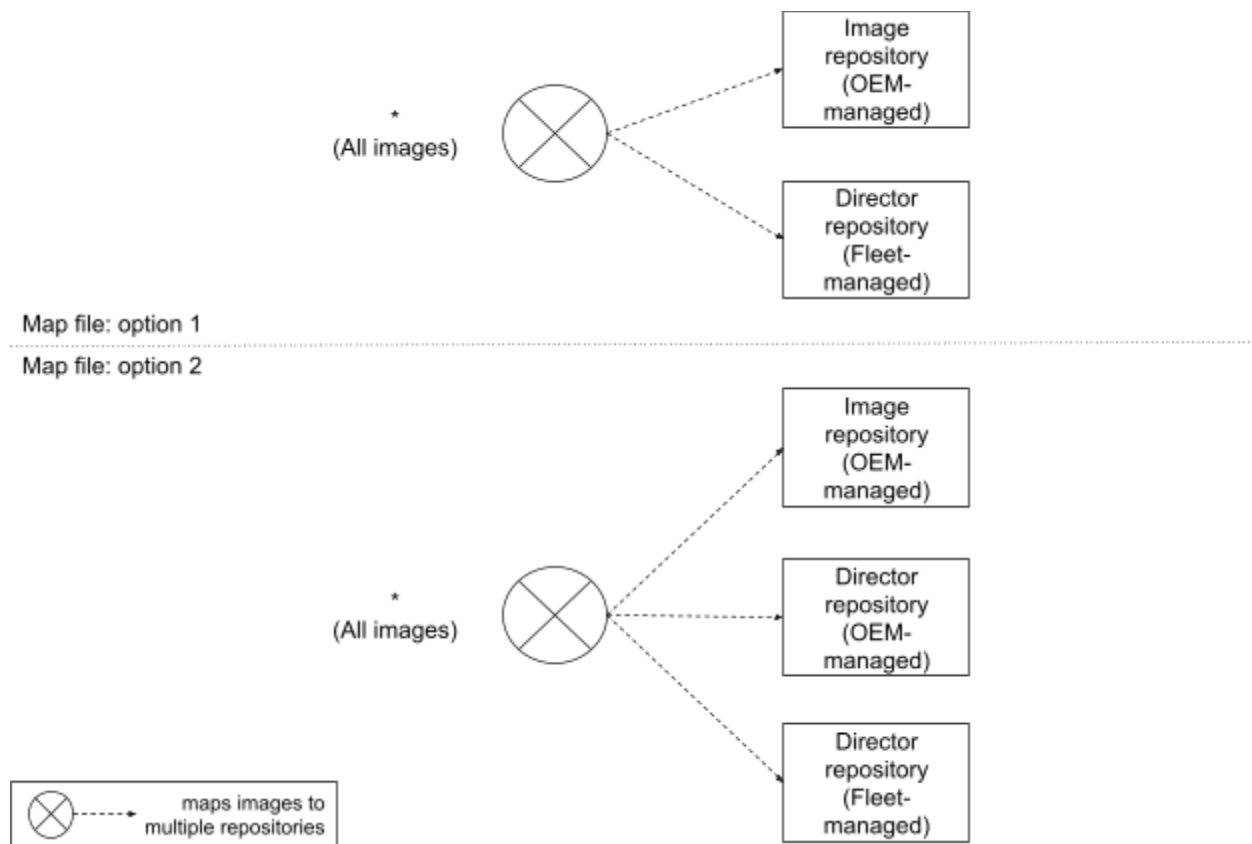 Image
repository
(OEM-
managed)
*
(All images)
Director
repository
(Fleet-
managed)
Map file: option 1
Map file: option 2
Image
repository
(OEM-
managed)
*
(All images)
Director
repository
(OEM-
managed)
Director
repository
(Fleet-
managed)
maps images to
multiple repositories